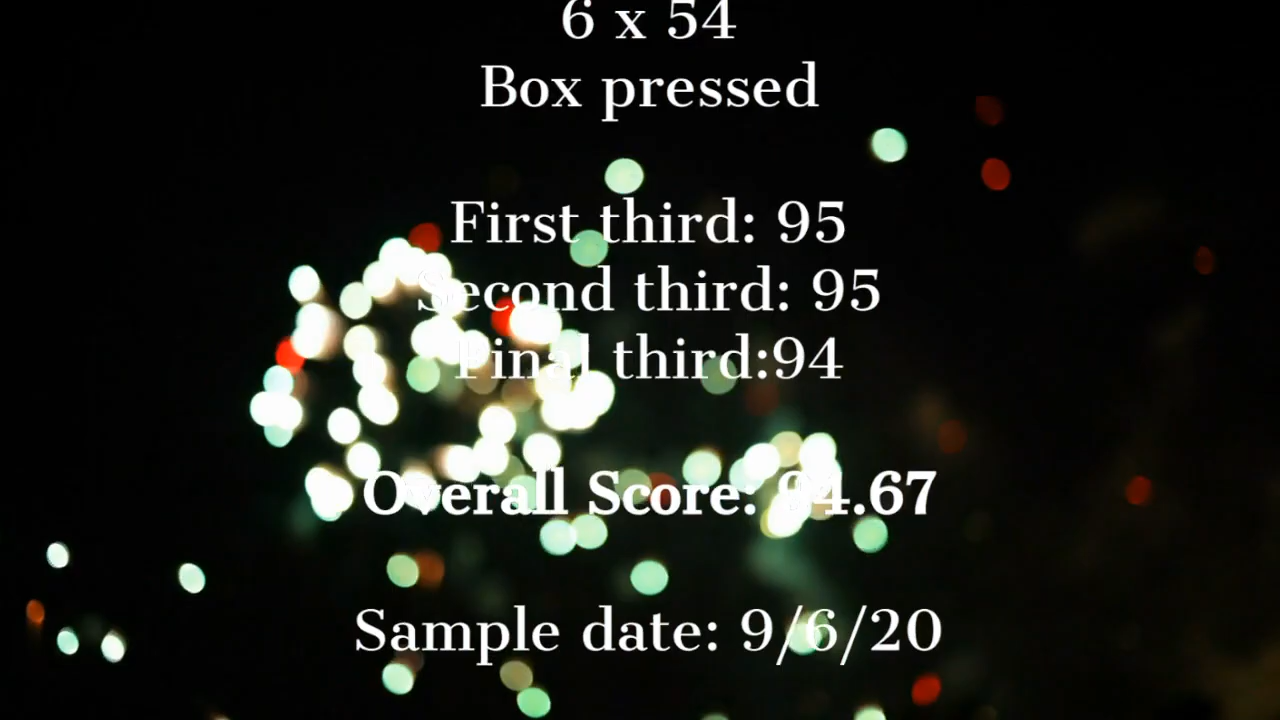 6 x 54
Box pressed
First third: 95
Second third: 95
Final third:94
Overall Score: 94.67
Sample date: 9/6/20